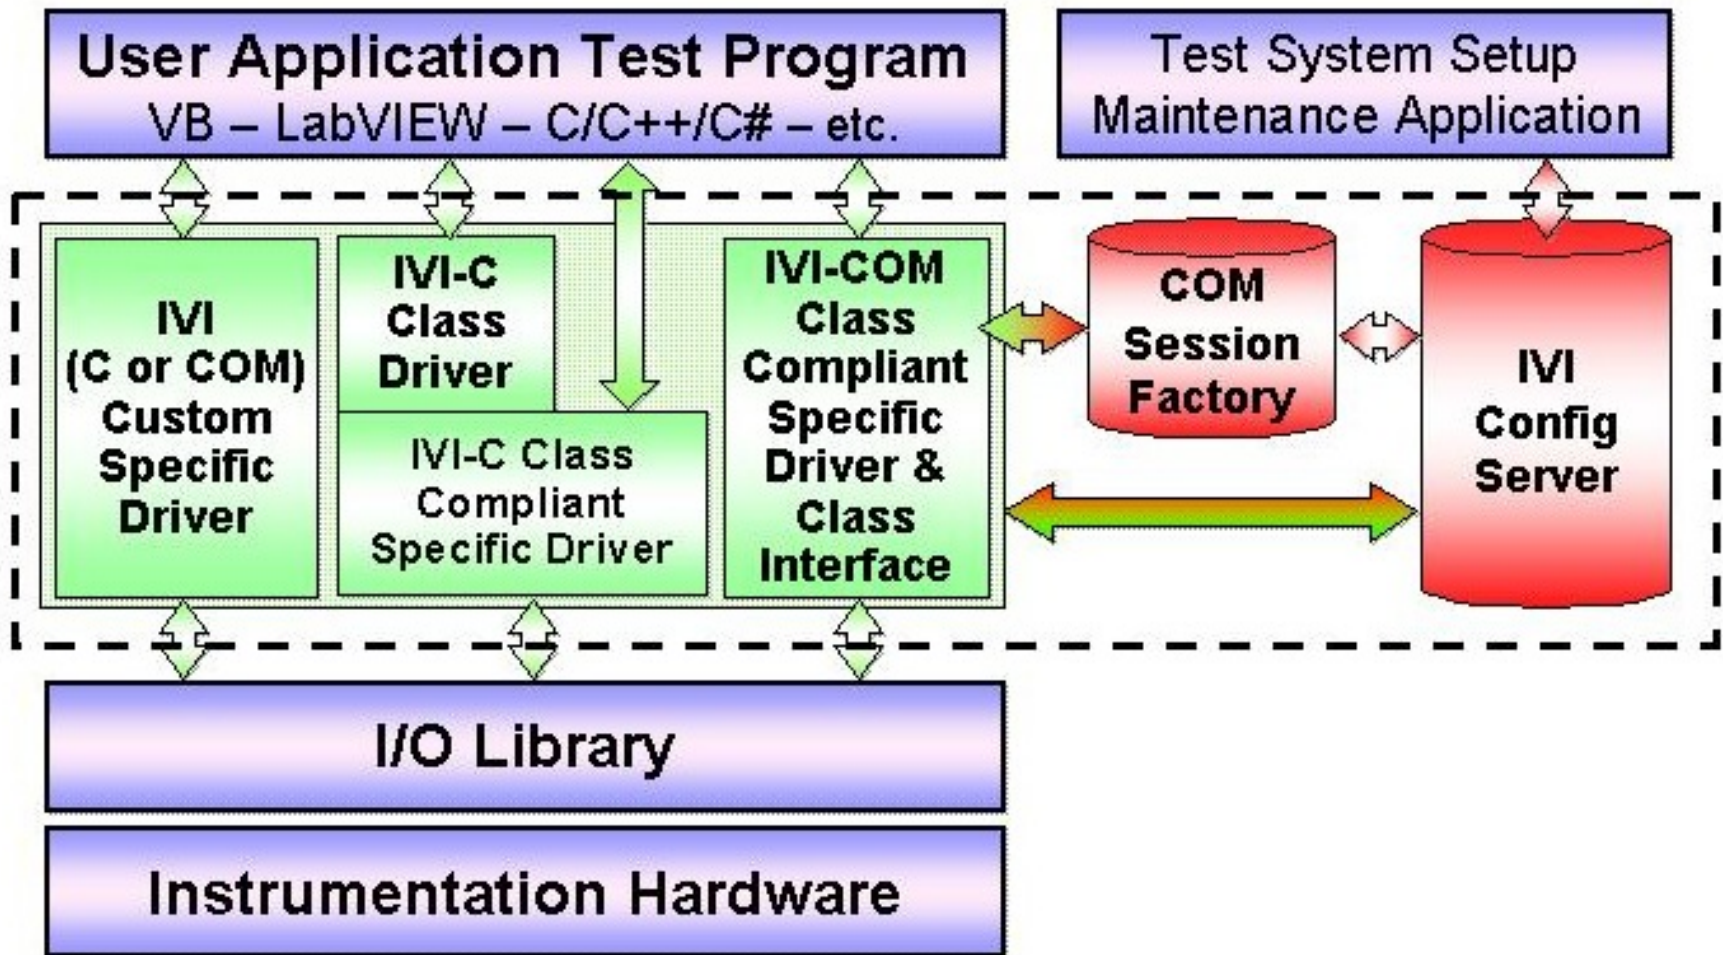 User Application Test Program
VB – LabVIEW – C/C++/C# – etc.
Test System Setup
Maintenance Application
IVI
(C or COM)
Custom
Specific
Driver
IVI-C
Class
Driver
IVI-C Class
Compliant
Specific Driver
IVI-COM
Class
Compliant
Specific
Driver &
Class
Interface
COM
Session
Factory
IVI
Config
Server
I/O Library
Instrumentation Hardware